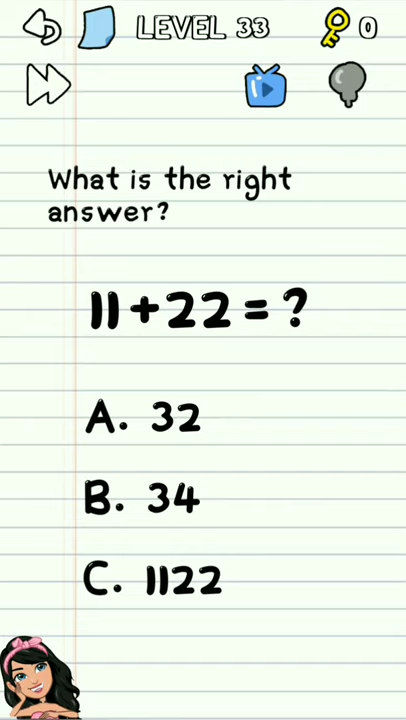 LEVEL 33
0
What is the right
answer?
11+22=?
A. 32
B. 34
C. 1122